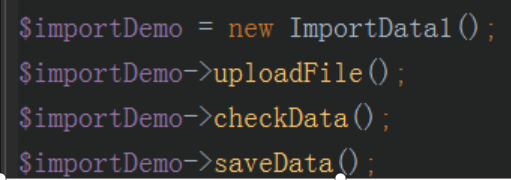 $importDemo = new ImportData1();
$importDemo->uploadFile();
$importDemo->checkData();
$importDemo->saveData();